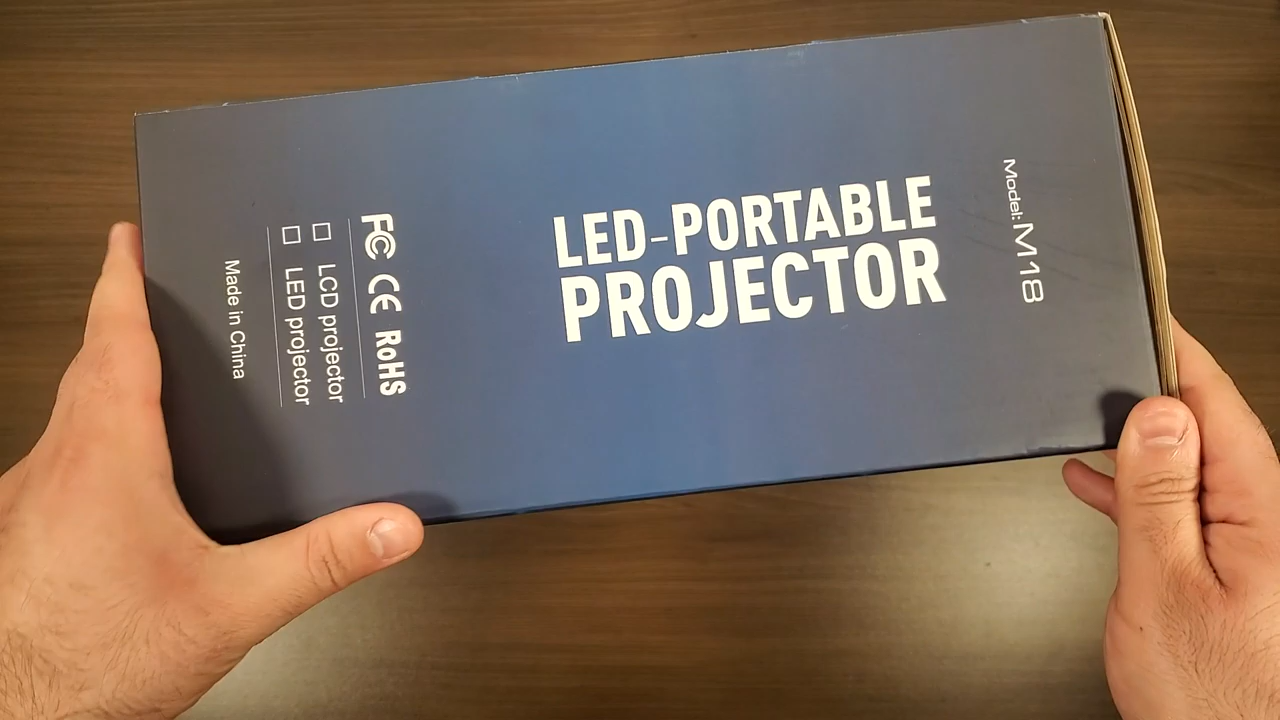 LED-PORTABLE
PROJECTOR
Model: M18
FC CE RoHS
☐ LCD projector
☐ LED projector
Made in China